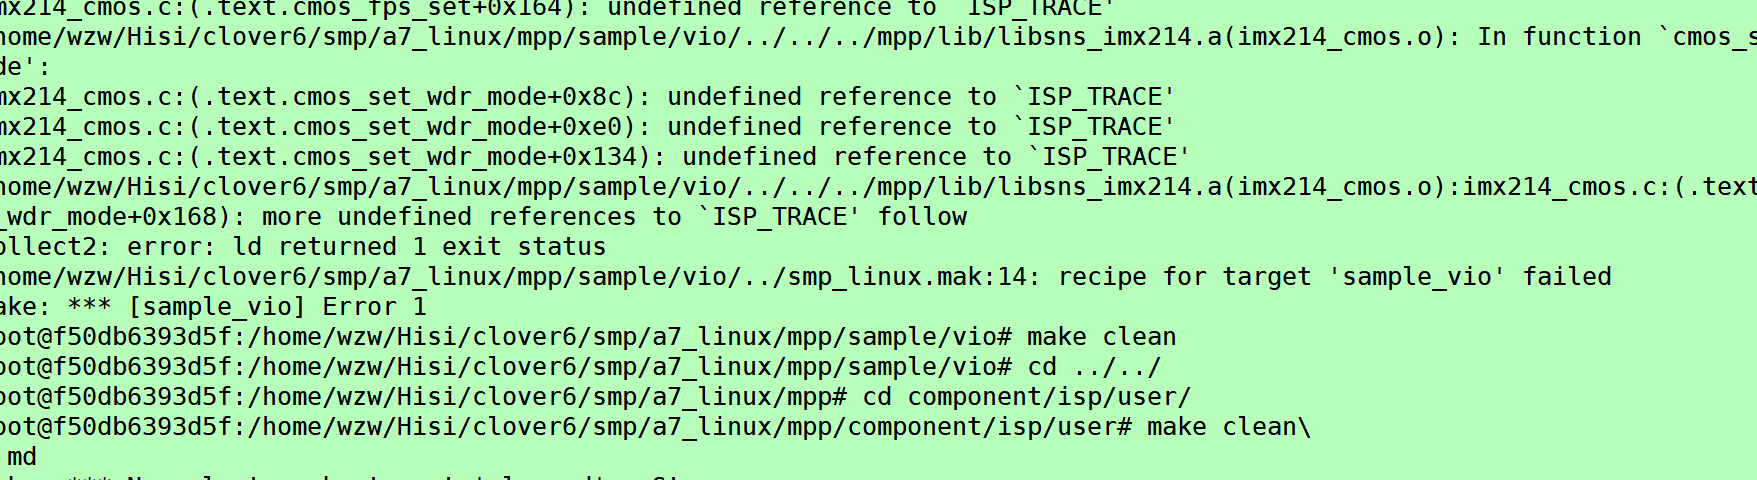 mx214_cmos.c:(.text.cmos_fps_set+0x164): undefined reference to `ISP_TRACE'
home/wzw/Hisi/clover6/smp/a7_linux/mpp/sample/vio/../../../mpp/lib/libsns_imx214.a(imx214_cmos.o): In function `cmos_s
de':
mx214_cmos.c:(.text.cmos_set_wdr_mode+0x8c): undefined reference to `ISP_TRACE'
mx214_cmos.c:(.text.cmos_set_wdr_mode+0xe0): undefined reference to `ISP_TRACE'
mx214_cmos.c:(.text.cmos_set_wdr_mode+0x134): undefined reference to `ISP_TRACE'
home/wzw/Hisi/clover6/smp/a7_linux/mpp/sample/vio/../../../mpp/lib/libsns_imx214.a(imx214_cmos.o):imx214_cmos.c:(.text
_wdr_mode+0x168): more undefined references to `ISP_TRACE' follow
ollect2: error: ld returned 1 exit status
home/wzw/Hisi/clover6/smp/a7_linux/mpp/sample/vio/../smp_linux.mak:14: recipe for target 'sample_vio' failed
ake: *** [sample_vio] Error 1
oot@f50db6393d5f:/home/wzw/Hisi/clover6/smp/a7_linux/mpp/sample/vio# make clean
oot@f50db6393d5f:/home/wzw/Hisi/clover6/smp/a7_linux/mpp/sample/vio# cd ../../
oot@f50db6393d5f:/home/wzw/Hisi/clover6/smp/a7_linux/mpp# cd component/isp/user/
oot@f50db6393d5f:/home/wzw/Hisi/clover6/smp/a7_linux/mpp/component/isp/user# make clean\
md